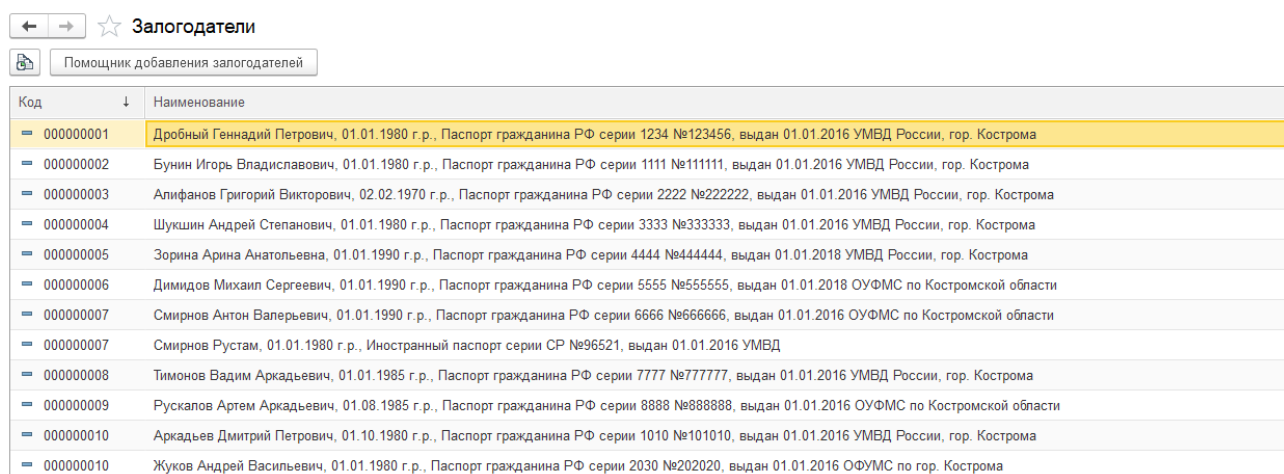 Залогодатели
Помощник добавления залогодателей
Код ↓ Наименование
000000001 Дробный Геннадий Петрович, 01.01.1980 г.р., Паспорт гражданина РФ серии 1234 №123456, выдан 01.01.2016 УМВД России, гор. Кострома
000000002 Бунин Игорь Владиславович, 01.01.1980 г.р., Паспорт гражданина РФ серии 1111 №111111, выдан 01.01.2016 УМВД России, гор. Кострома
000000003 Алифанов Григорий Викторович, 02.02.1970 г.р., Паспорт гражданина РФ серии 2222 №222222, выдан 01.01.2016 УМВД России, гор. Кострома
000000004 Шукшин Андрей Степанович, 01.01.1980 г.р., Паспорт гражданина РФ серии 3333 №333333, выдан 01.01.2016 УМВД России, гор. Кострома
000000005 Зорина Арина Анатольевна, 01.01.1990 г.р., Паспорт гражданина РФ серии 4444 №444444, выдан 01.01.2018 УМВД России, гор. Кострома
000000006 Димидов Михаил Сергеевич, 01.01.1990 г.р., Паспорт гражданина РФ серии 5555 №555555, выдан 01.01.2018 ОУФМС по Костромской области
000000007 Смирнов Антон Валерьевич, 01.01.1990 г.р., Паспорт гражданина РФ серии 6666 №666666, выдан 01.01.2016 ОУФМС по Костромской области
000000007 Смирнов Рустам, 01.01.1980 г.р., Иностранный паспорт серии СР №96521, выдан 01.01.2016 УМВД
000000008 Тимонов Вадим Аркадьевич, 01.01.1985 г.р., Паспорт гражданина РФ серии 7777 №777777, выдан 01.01.2016 УМВД России, гор. Кострома
000000009 Рускалов Артем Аркадьевич, 01.08.1985 г.р., Паспорт гражданина РФ серии 8888 №888888, выдан 01.01.2016 ОУФМС по Костромской области
000000010 Аркадьев Дмитрий Петрович, 01.10.1980 г.р., Паспорт гражданина РФ серии 1010 №101010, выдан 01.01.2016 УМВД России, гор. Кострома
000000010 Жуков Андрей Васильевич, 01.01.1980 г.р., Паспорт гражданина РФ серии 2030 №202020, выдан 01.01.2016 ОФУМС по гор. Кострома